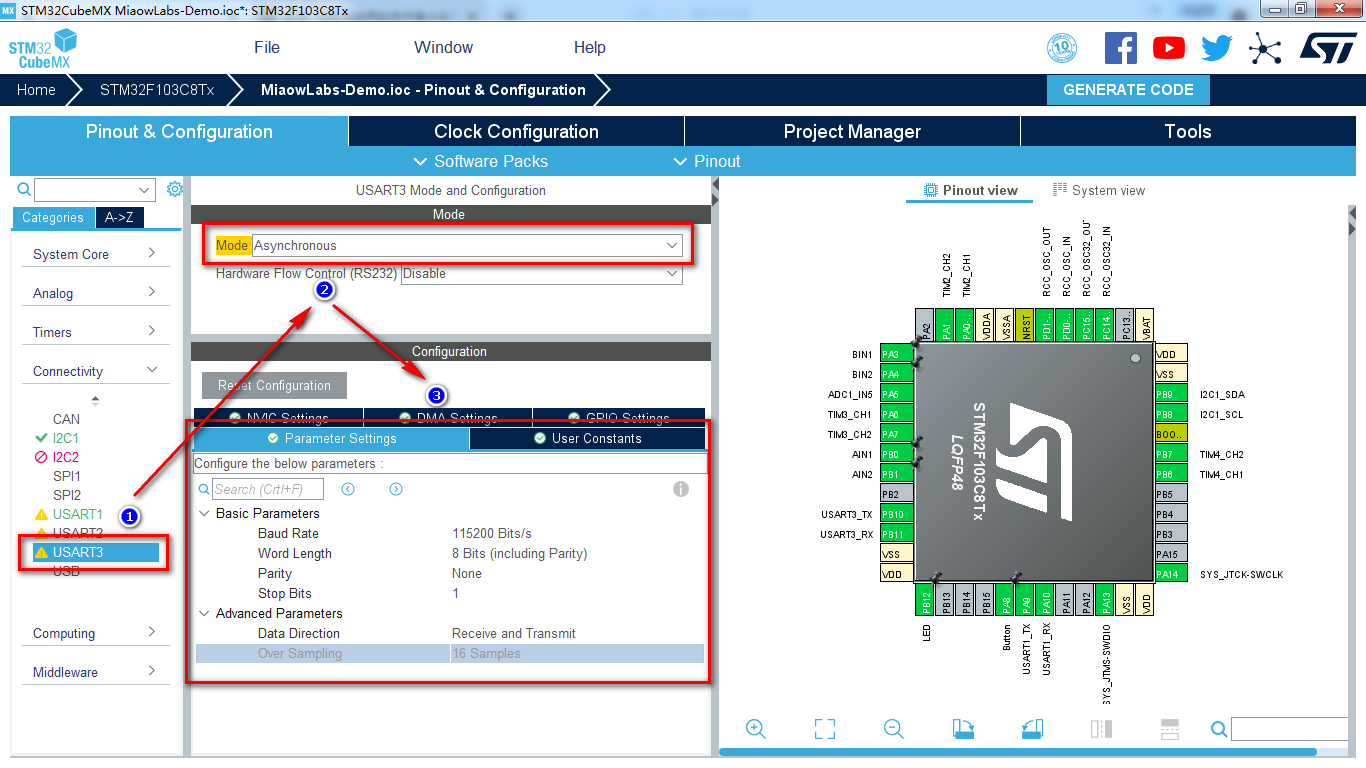 MX STM32CubeMX MiaowLabs-Demo.ioc*: STM32F103C8Tx
STM32
CubeMX
File
Window
Help
10
ST
Home
STM32F103C8Tx
MiaowLabs-Demo.ioc - Pinout & Configuration
GENERATE CODE
Pinout & Configuration
Clock Configuration
Project Manager
Tools
Software Packs
Pinout
Categories
A->Z
System Core
Analog
Timers
Connectivity
CAN
I2C1
I2C2
SPI1
SPI2
USART1
1
USART2
USART3
USB
Computing
Middleware
USART3 Mode and Configuration
Mode
Mode Asynchronous
Hardware Flow Control (RS232) Disable
2
Configuration
Reset Configuration
3
NVIC Settings
DMA Settings
GPIO Settings
Parameter Settings
User Constants
Configure the below parameters :
Search (Crtl+F)
Basic Parameters
Baud Rate 115200 Bits/s
Word Length 8 Bits (including Parity)
Parity None
Stop Bits 1
Advanced Parameters
Data Direction Receive and Transmit
Over Sampling 16 Samples
Pinout view
System view
TIM2_CH2
TIM2_CH1
RCC_OSC_OUT
RCC_OSC_IN
RCC_OSC32_OU
RCC_OSC32_IN
PA2
PA1
PA0-..
VDDA
VSSA
NRST
PD1-..
PD0-..
PC15..
PC14..
PC13..
VBAT
BIN1 PA3
BIN2 PA4
ADC1_IN5 PA5
TIM3_CH1 PA6
TIM3_CH2 PA7
AIN1 PB0
AIN2 PB1
PB2
USART3_TX PB10
USART3_RX PB11
VSS
VDD
ST
STM32F103C8Tx
LQFP48
VDD
VSS
PB9 I2C1_SDA
PB8 I2C1_SCL
BOO..
PB7 TIM4_CH2
PB6 TIM4_CH1
PB5
PB4
PB3
PA15
PA14 SYS_JTCK-SWCLK
PB12
PB13
PB14
PB15
PA8
PA9
PA10
PA11
PA12
PA13
VSS
VDD
LED
Button
USART1_TX
USART1_RX
SYS_JTMS-SWDIO